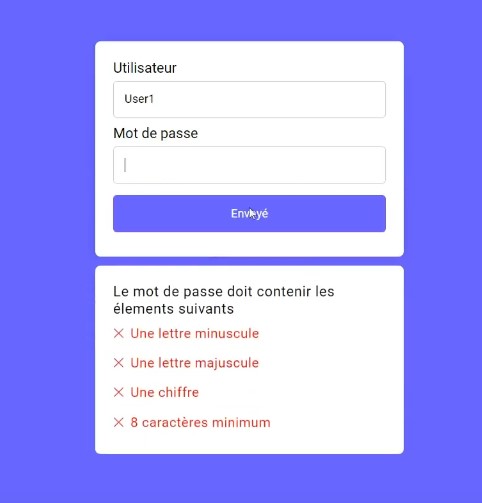 Utilisateur
User1
Mot de passe
Envoyé
Le mot de passe doit contenir les
élements suivants
Une lettre minuscule
Une lettre majuscule
Une chiffre
8 caractères minimum